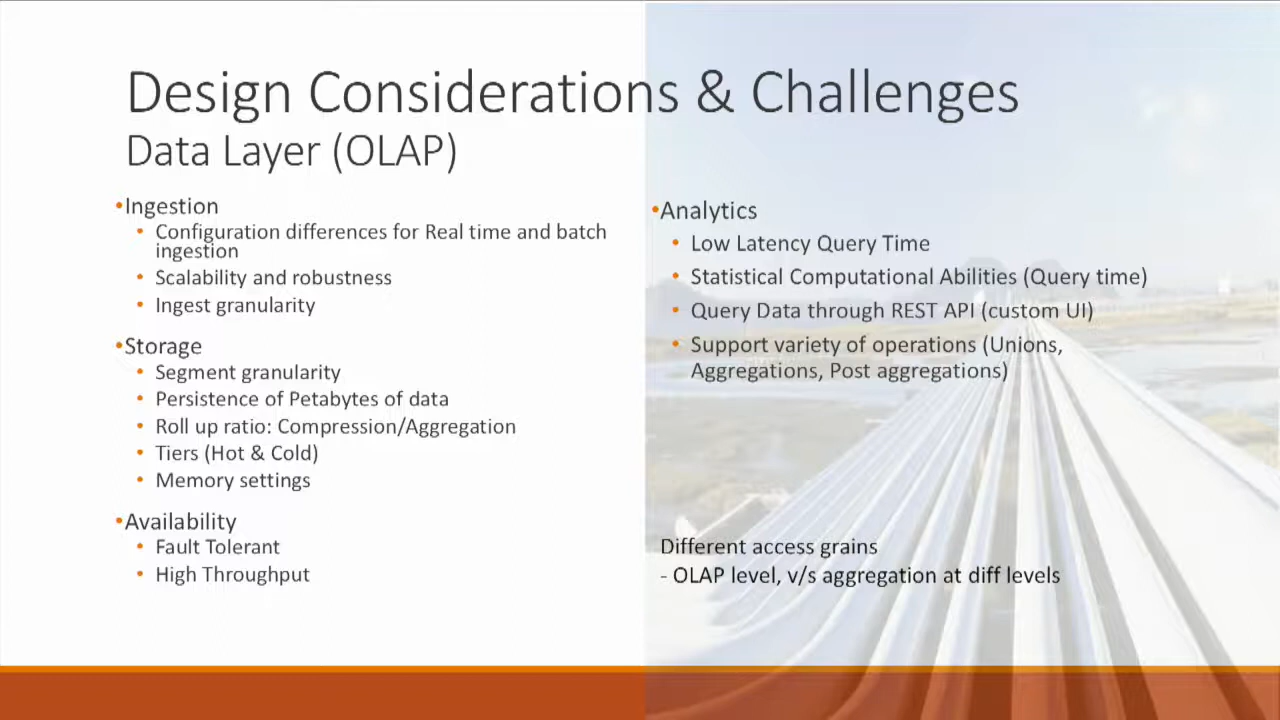 Design Considerations & Challenges
Data Layer (OLAP)
•Ingestion
• Configuration differences for Real time and batch
ingestion
• Scalability and robustness
• Ingest granularity
•Storage
• Segment granularity
• Persistence of Petabytes of data
• Roll up ratio: Compression/Aggregation
• Tiers (Hot & Cold)
• Memory settings
•Availability
• Fault Tolerant
• High Throughput
•Analytics
• Low Latency Query Time
• Statistical Computational Abilities (Query time)
• Query Data through REST API (custom UI)
• Support variety of operations (Unions,
Aggregations, Post aggregations)
Different access grains
- OLAP level, v/s aggregation at diff levels